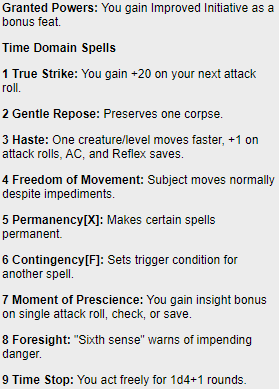 Granted Powers: You gain Improved Initiative as a
bonus feat.
Time Domain Spells
1 True Strike: You gain +20 on your next attack
roll.
2 Gentle Repose: Preserves one corpse.
3 Haste: One creature/level moves faster, +1 on
attack rolls, AC, and Reflex saves.
4 Freedom of Movement: Subject moves normally
despite impediments.
5 Permanency[X]: Makes certain spells
permanent.
6 Contingency[F]: Sets trigger condition for
another spell.
7 Moment of Prescience: You gain insight bonus
on single attack roll, check, or save.
8 Foresight: "Sixth sense" warns of impending
danger.
9 Time Stop: You act freely for 1d4+1 rounds.